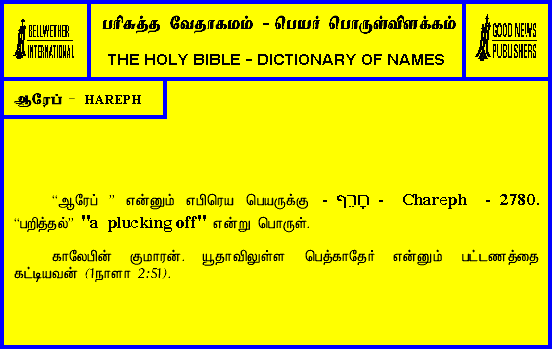 BELLWETHER
INTERNATIONAL
பரிசுத்த வேதாகமம் - பெயர் பொருள்விளக்கம்
THE HOLY BIBLE - DICTIONARY OF NAMES
GOOD NEWS
PUBLISHERS
ஆரேப் - HAREPH
“ஆரேப் ” என்னும் எபிரெய பெயருக்கு - חָרֵף - Chareph - 2780.
“பறித்தல்” "a plucking off" என்று பொருள்.
காலேபின் குமாரன். யூதாவிலுள்ள பெத்காதேர் என்னும் பட்டணத்தை
கட்டியவன் (1நாளா 2:51).